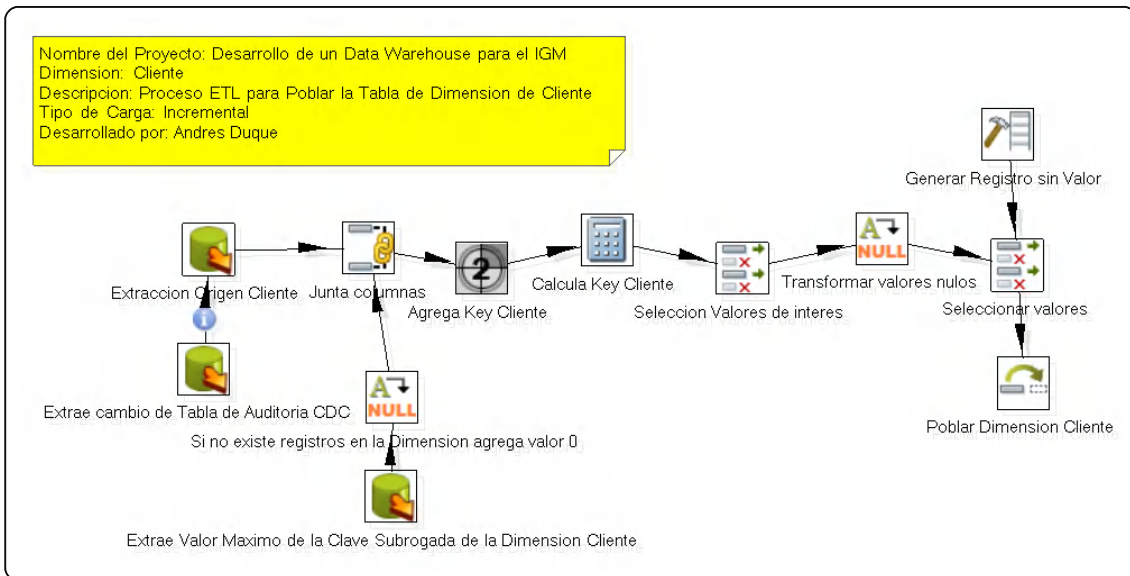 Nombre del Proyecto: Desarrollo de un Data Warehouse para el IGM
Dimension: Cliente
Descripcion: Proceso ETL para Poblar la Tabla de Dimension de Cliente
Tipo de Carga: Incremental
Desarrollado por: Andres Duque
Generar Registro sin Valor
Extraccion Origen Cliente
Junta columnas
2
Agrega Key Cliente
Calcula Key Cliente
Seleccion Valores de interes
A
NULL
Transformar valores nulos
Seleccionar valores
i
Extrae cambio de Tabla de Auditoria CDC
A
NULL
Si no existe registros en la Dimension agrega valor 0
Poblar Dimension Cliente
Extrae Valor Maximo de la Clave Subrogada de la Dimension Cliente